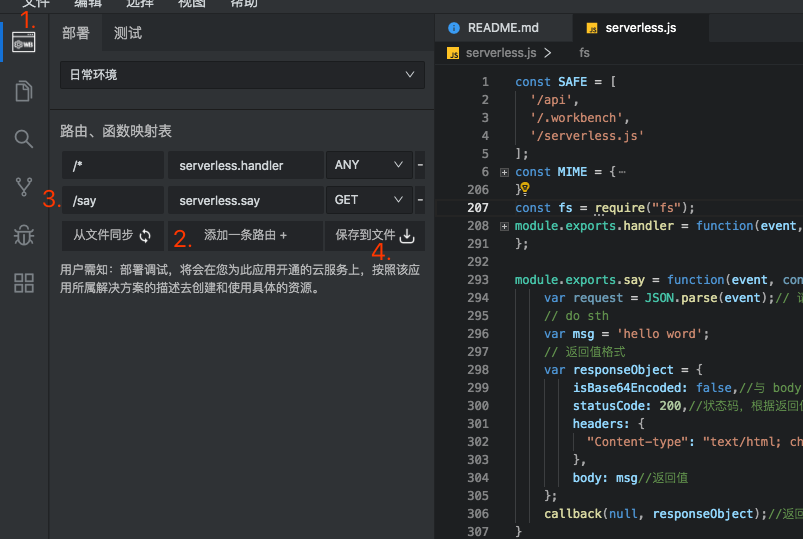 文件 编辑 选择 视图 帮助
1.
部署 测试
日常环境
路由、函数映射表
/* serverless.handler ANY -
3. /say serverless.say GET -
从文件同步 2. 添加一条路由 + 保存到文件
4.
用户需知：部署调试，将会在您为此应用开通的云服务上，按照该应
用所属解决方案的描述去创建和使用具体的资源。
README.md JS serverless.js
JS serverless.js > fs
1 const SAFE = [
2 '/api',
3 '/.workbench',
4 '/serverless.js'
5 ];
6 const MIME = {…
206 }
207 const fs = require("fs");
208 module.exports.handler = function(event,
291 };
292
293 module.exports.say = function(event, con
294 var request = JSON.parse(event);//
295 // do sth
296 var msg = 'hello word';
297 // 返回值格式
298 var responseObject = {
299 isBase64Encoded: false,//与 body
300 statusCode: 200,//状态码, 根据返回
301 headers: {
302 "Content-type": "text/html; ch
303 },
304 body: msg//返回值
305 };
306 callback(null, responseObject);//返回
307 }